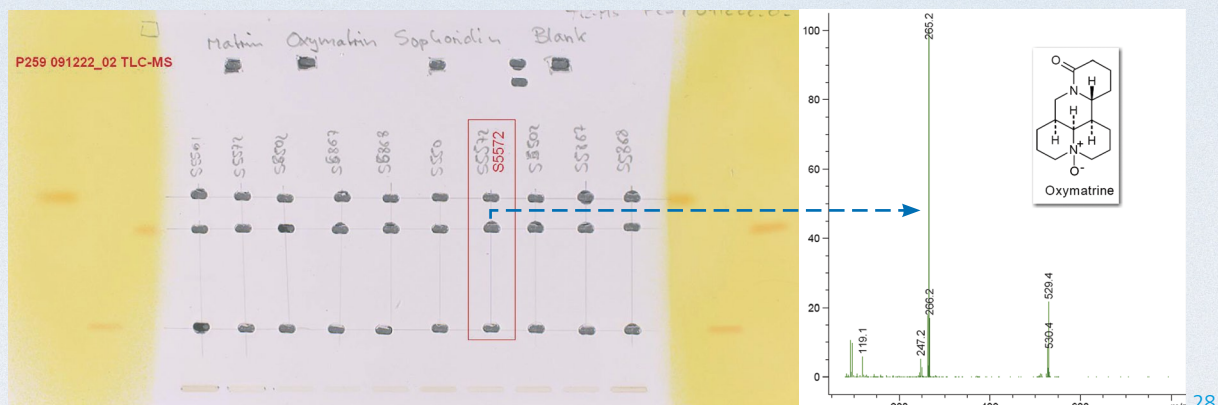 Matrin Oxymatrin Sophoridin Blank
P259 091222_02 TLC-MS
S5501
S5572
S5502
S5867
S5868
S550
S5572
S5572
S5502
S5867
S5868
100
80
60
40
20
0
265.2
266.2
247.2
119.1
529.4
530.4
O
H
N
H
H
H
N+
O-
Oxymatrine
28